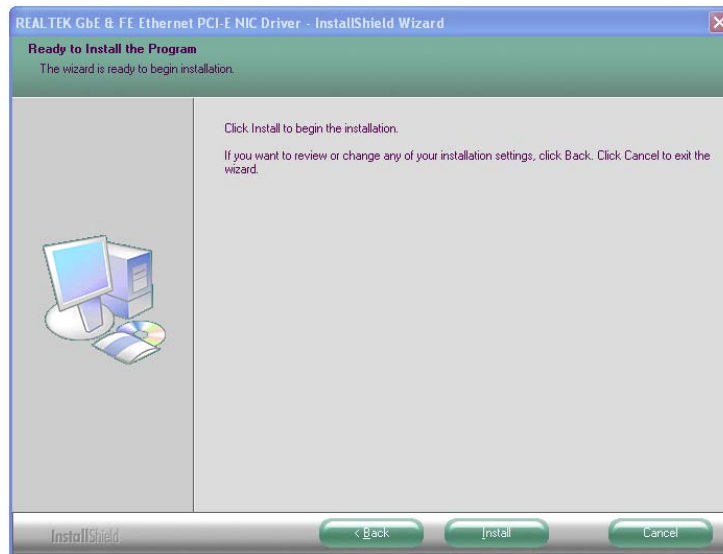 REALTEK GbE & FE Ethernet PCI-E NIC Driver - InstallShield Wizard
Ready to Install the Program
The wizard is ready to begin installation.
Click Install to begin the installation.
If you want to review or change any of your installation settings, click Back. Click Cancel to exit the
wizard.
InstallShield
< Back
Install
Cancel